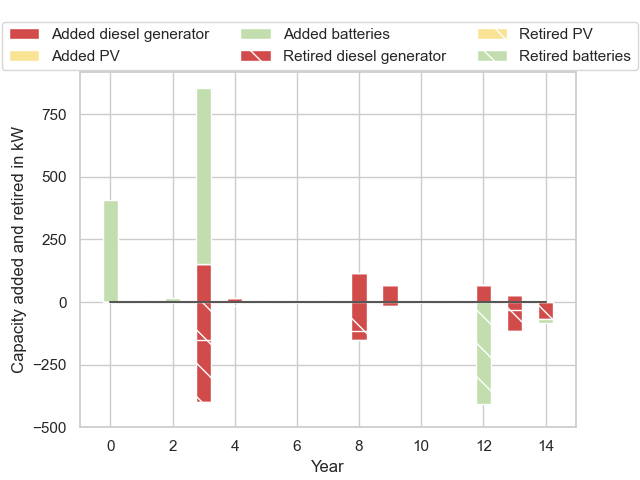 Added diesel generator Added batteries Retired PV
Added PV Retired diesel generator Retired batteries
Capacity added and retired in kW
750
500
250
0
−250
−500
0 2 4 6 8 10 12 14
Year